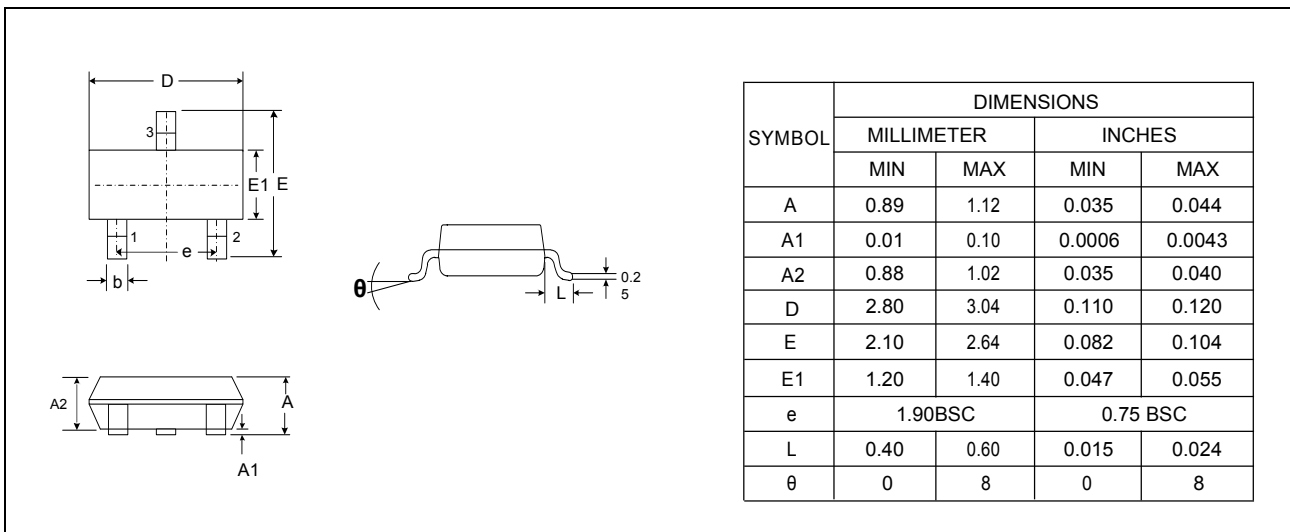 D
3
E1
E
1
2
e
b
θ
L
0.2
5
A2
A
A1
SYMBOL
DIMENSIONS
MILLIMETER INCHES
MIN MAX MIN MAX
A 0.89 1.12 0.035 0.044
A1 0.01 0.10 0.0006 0.0043
A2 0.88 1.02 0.035 0.040
D 2.80 3.04 0.110 0.120
E 2.10 2.64 0.082 0.104
E1 1.20 1.40 0.047 0.055
e 1.90BSC 0.75 BSC
L 0.40 0.60 0.015 0.024
θ 0 8 0 8